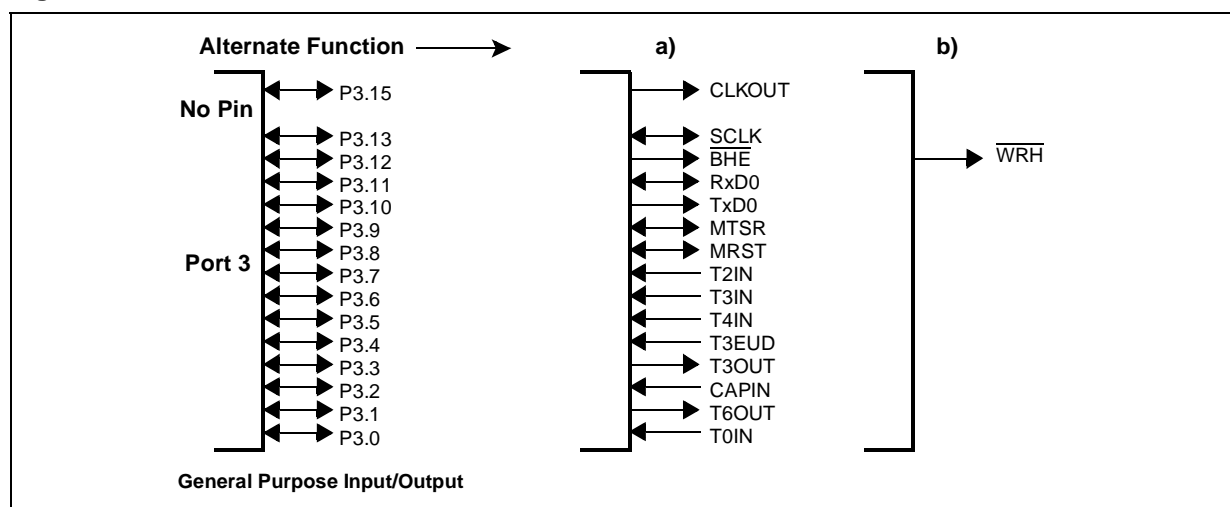 Alternate Function a) b)
P3.15 CLKOUT
No Pin
P3.13 SCLK
P3.12 BHE WRH
P3.11 RxD0
P3.10 TxD0
P3.9 MTSR
P3.8 MRST
Port 3
P3.7 T2IN
P3.6 T3IN
P3.5 T4IN
P3.4 T3EUD
P3.3 T3OUT
P3.2 CAPIN
P3.1 T6OUT
P3.0 T0IN
General Purpose Input/Output